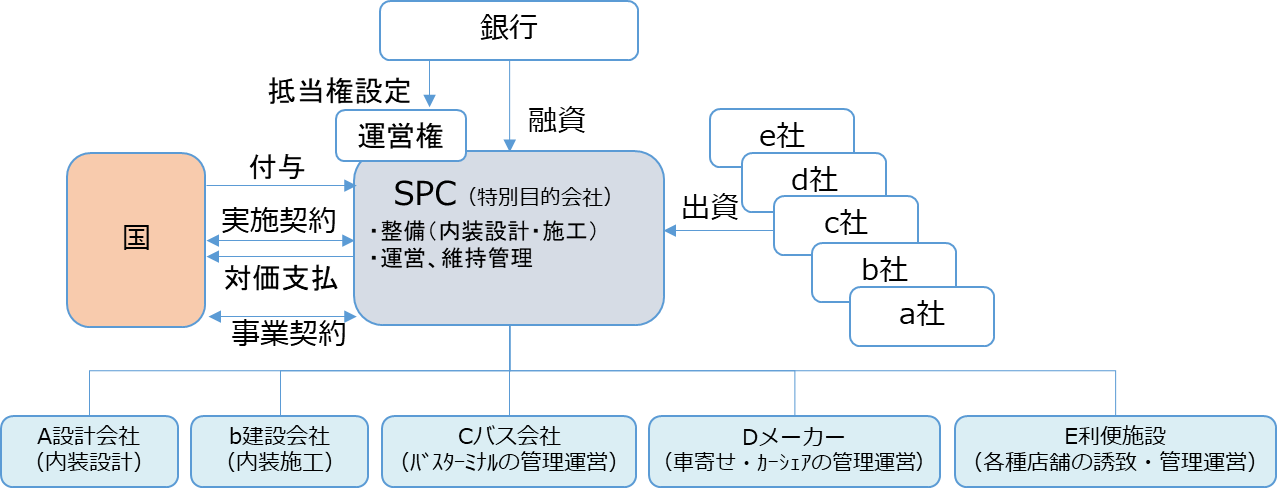 銀行
抵当権設定
融資
運営権
付与
国
実施契約
対価支払
事業契約
SPC（特別目的会社）
・整備（内装設計・施工）
・運営、維持管理
出資
e社
d社
c社
b社
a社
A設計会社
（内装設計）
b建設会社
（内装施工）
Cバス会社
（ﾊﾞｽﾀｰﾐﾅﾙの管理運営）
Dメーカー
（車寄せ・ｶｰｼｪｱの管理運営）
E利便施設
（各種店舗の誘致・管理運営）